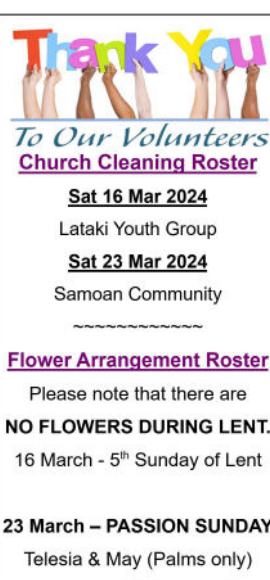 Thank You
To Our Volunteers
Church Cleaning Roster
Sat 16 Mar 2024
Lataki Youth Group
Sat 23 Mar 2024
Samoan Community
~~~~~~~~~~~~
Flower Arrangement Roster
Please note that there are
NO FLOWERS DURING LENT.
16 March - 5th Sunday of Lent
23 March – PASSION SUNDAY
Telesia & May (Palms only)